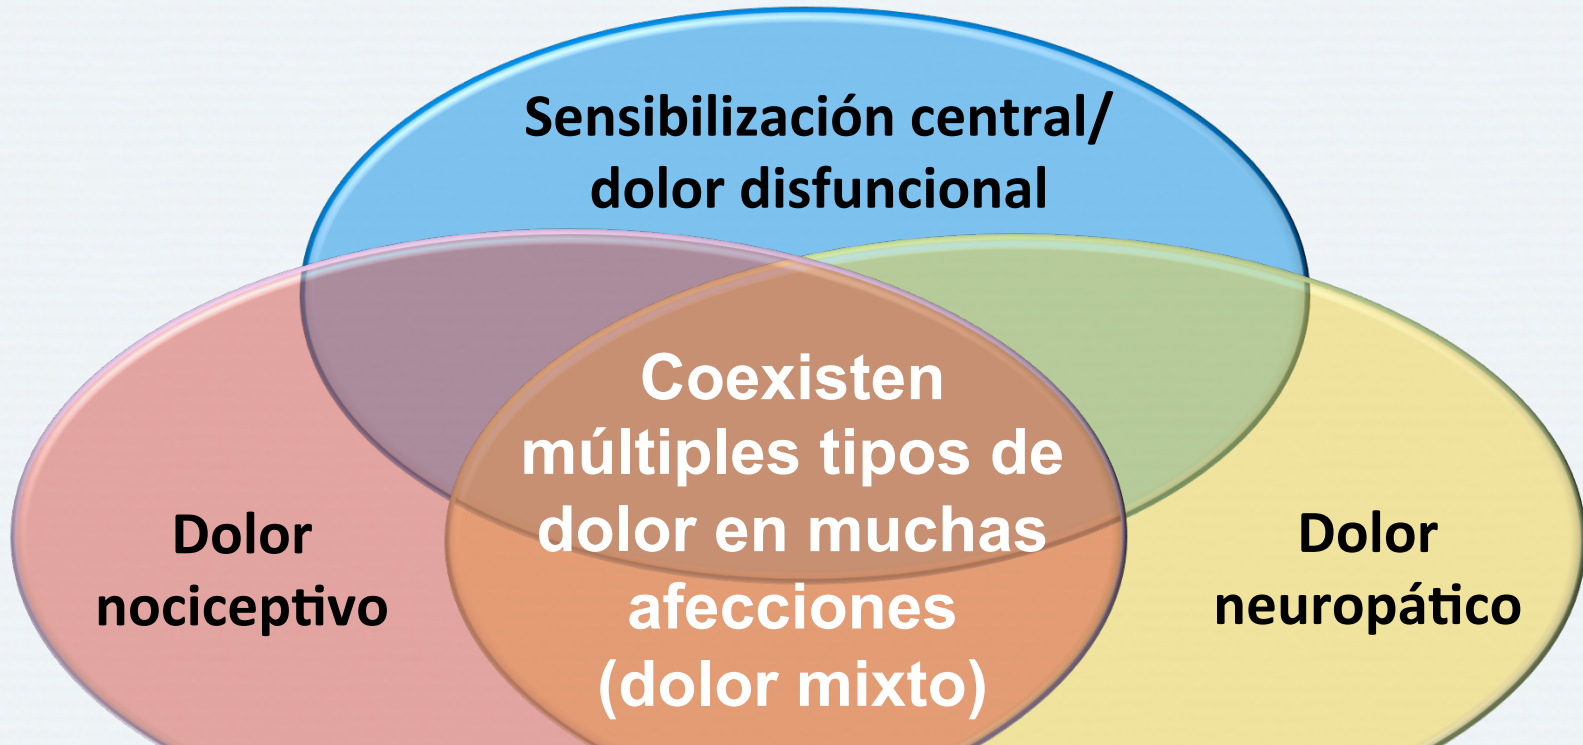 Sensibilización central/
dolor disfuncional
Coexisten
múltiples tipos de
dolor en muchas
afecciones
(dolor mixto)
Dolor
nociceptivo
Dolor
neuropático